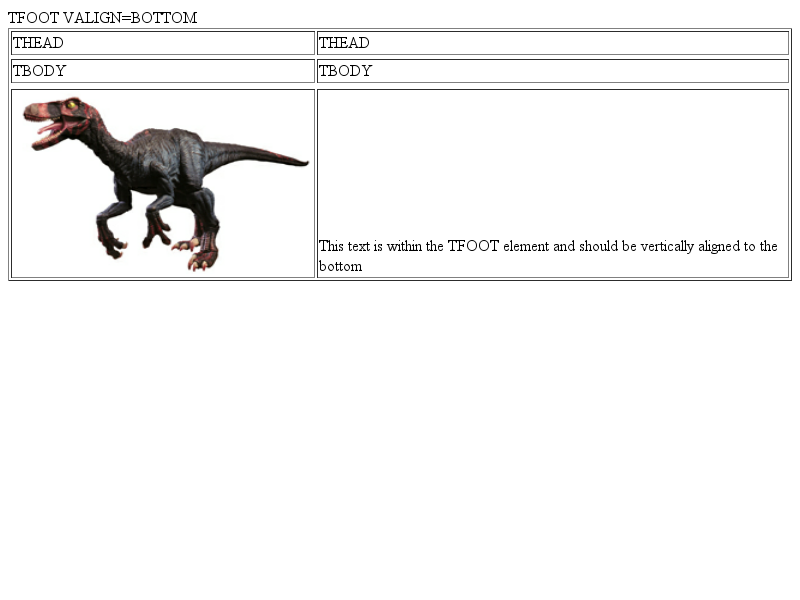 TFOOT VALIGN=BOTTOM
THEAD THEAD
TBODY TBODY
This text is within the TFOOT element and should be vertically aligned to the
bottom